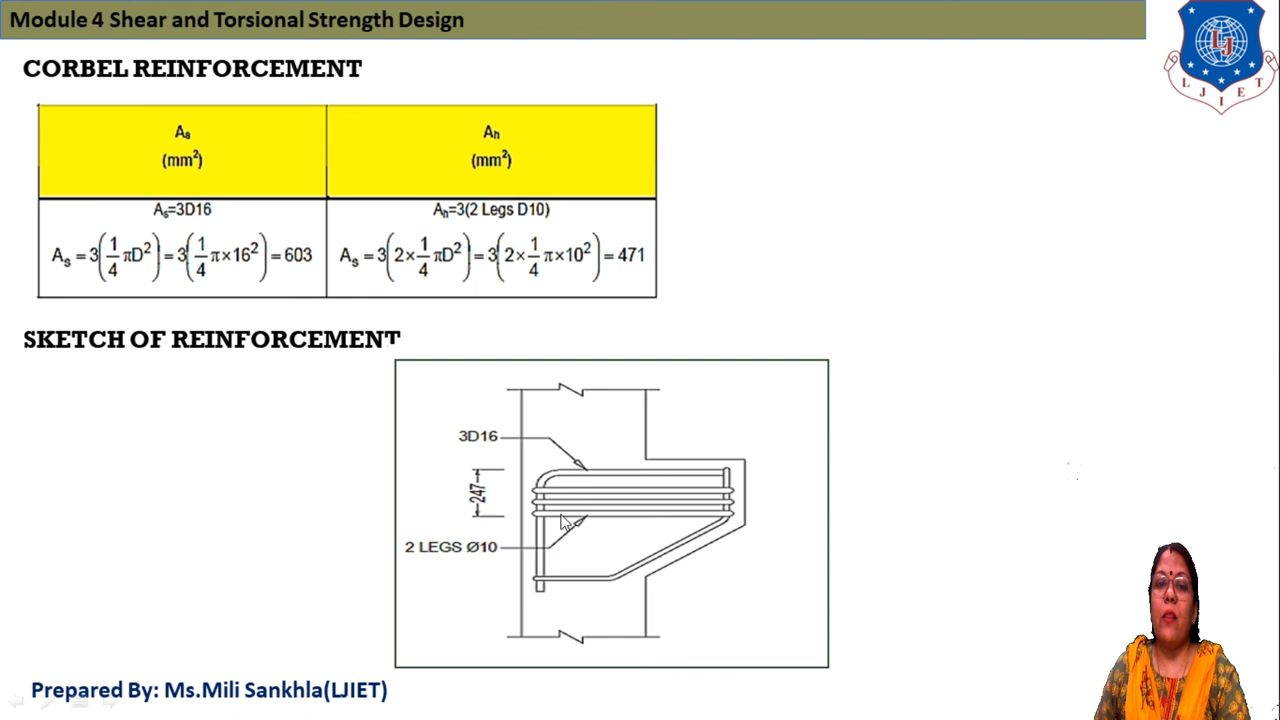 Module 4 Shear and Torsional Strength Design
LJ
L J I E T
CORBEL REINFORCEMENT
As (mm²) Ah (mm²)
As=3D16 Ah=3(2 Legs D10)
As = 3(1/4 πD²) = 3(1/4 π×16²) = 603 As = 3(2×1/4 πD²) = 3(2×1/4 π×10²) = 471
SKETCH OF REINFORCEMENT
3D16
247
2 LEGS Ø10
Prepared By: Ms.Mili Sankhla(LJIET)